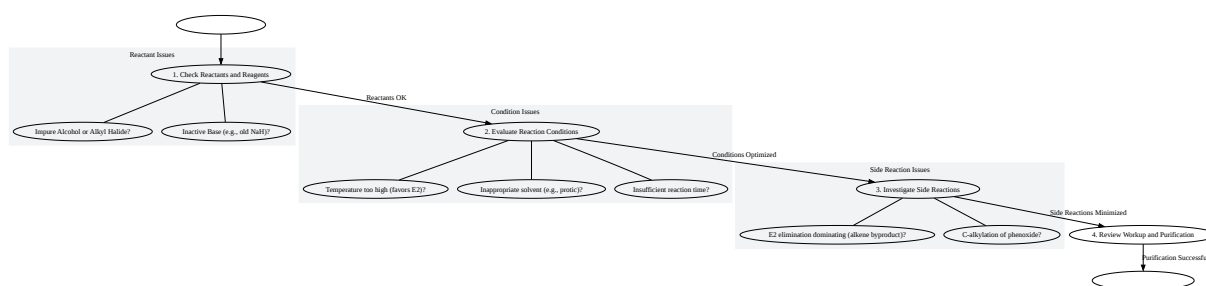 Reactant Issues
1. Check Reactants and Reagents
Reactants OK
Impure Alcohol or Alkyl Halide?
Inactive Base (e.g., old NaH)?
Condition Issues
2. Evaluate Reaction Conditions
Conditions Optimized
Temperature too high (favors E2)?
Inappropriate solvent (e.g., protic)?
Insufficient reaction time?
Side Reaction Issues
3. Investigate Side Reactions
Side Reactions Minimized
E2 elimination dominating (alkene byproduct)?
C-alkylation of phenoxide?
4. Review Workup and Purification
Purification